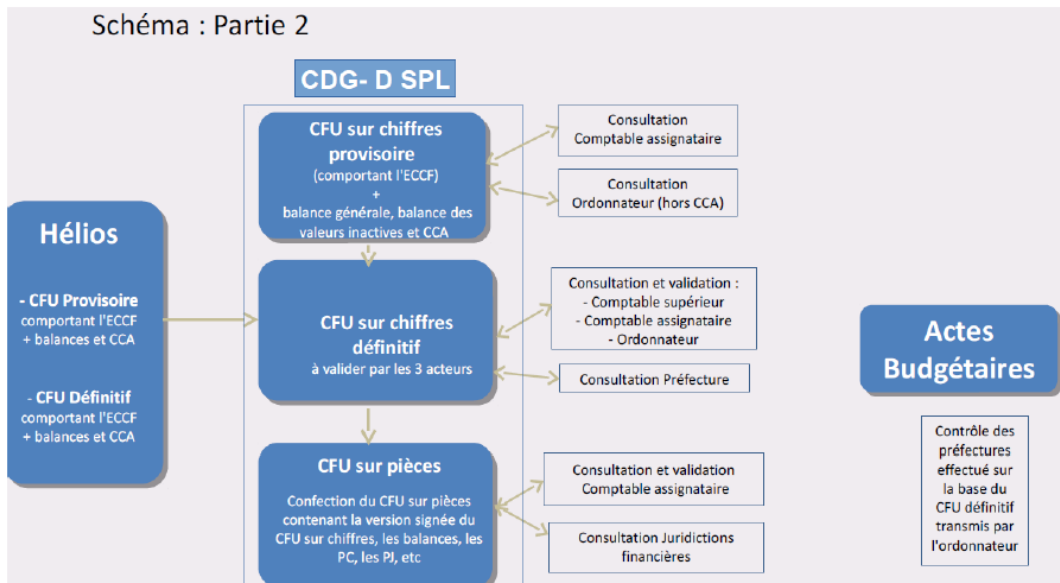 Schéma : Partie 2
CDG- D SPL
Hélios
- CFU Provisoire
comportant l'ECCF
+ balances et CCA
- CFU Définitif
comportant l'ECCF
+ balances et CCA
CFU sur chiffres
provisoire
(comportant l'ECCF)
+
balance générale, balance des
valeurs inactives et CCA
Consultation
Comptable assignataire
Consultation
Ordonnateur (hors CCA)
CFU sur chiffres
définitif
à valider par les 3 acteurs
Consultation et validation :
- Comptable supérieur
- Comptable assignataire
- Ordonnateur
Consultation Préfecture
CFU sur pièces
Confection du CFU sur pièces
contenant la version signée du
CFU sur chiffres, les balances, les
PC, les PJ, etc
Consultation et validation
Comptable assignataire
Consultation Juridictions
financières
Actes
Budgétaires
Contrôle des
préfectures
effectué sur
la base du
CFU définitif
transmis par
l'ordonnateur